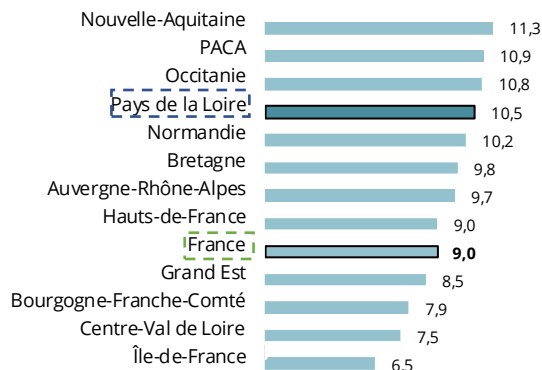 Nouvelle-Aquitaine 11,3
PACA 10,9
Occitanie 10,8
Pays de la Loire 10,5
Normandie 10,2
Bretagne 9,8
Auvergne-Rhône-Alpes 9,7
Hauts-de-France 9,0
France 9,0
Grand Est 8,5
Bourgogne-Franche-Comté 7,9
Centre-Val de Loire 7,5
Île-de-France 6,5